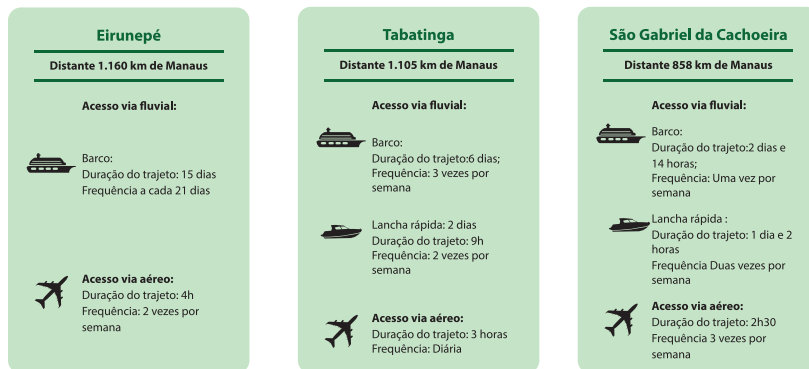 Eirunepé
Distante 1.160 km de Manaus
Acesso via fluvial:
Barco:
Duração do trajeto: 15 dias
Frequência a cada 21 dias
Acesso via aéreo:
Duração do trajeto: 4h
Frequência: 2 vezes por
semana
Tabatinga
Distante 1.105 km de Manaus
Acesso via fluvial:
Barco:
Duração do trajeto:6 dias;
Frequência: 3 vezes por
semana
Lancha rápida: 2 dias
Duração do trajeto: 9h
Frequência: 2 vezes por
semana
Acesso via aéreo:
Duração do trajeto: 3 horas
Frequência: Diária
São Gabriel da Cachoeira
Distante 858 km de Manaus
Acesso via fluvial:
Barco:
Duração do trajeto:2 dias e
14 horas;
Frequência: Uma vez por
semana
Lancha rápida :
Duração do trajeto: 1 dia e 2
horas
Frequência Duas vezes por
semana
Acesso via aéreo:
Duração do trajeto: 2h30
Frequência 3 vezes por
semana